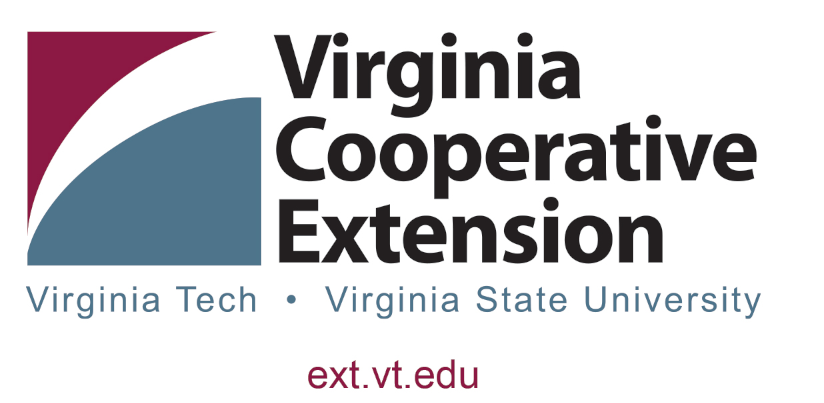 Virginia
Cooperative
Extension
Virginia Tech • Virginia State University
ext.vt.edu